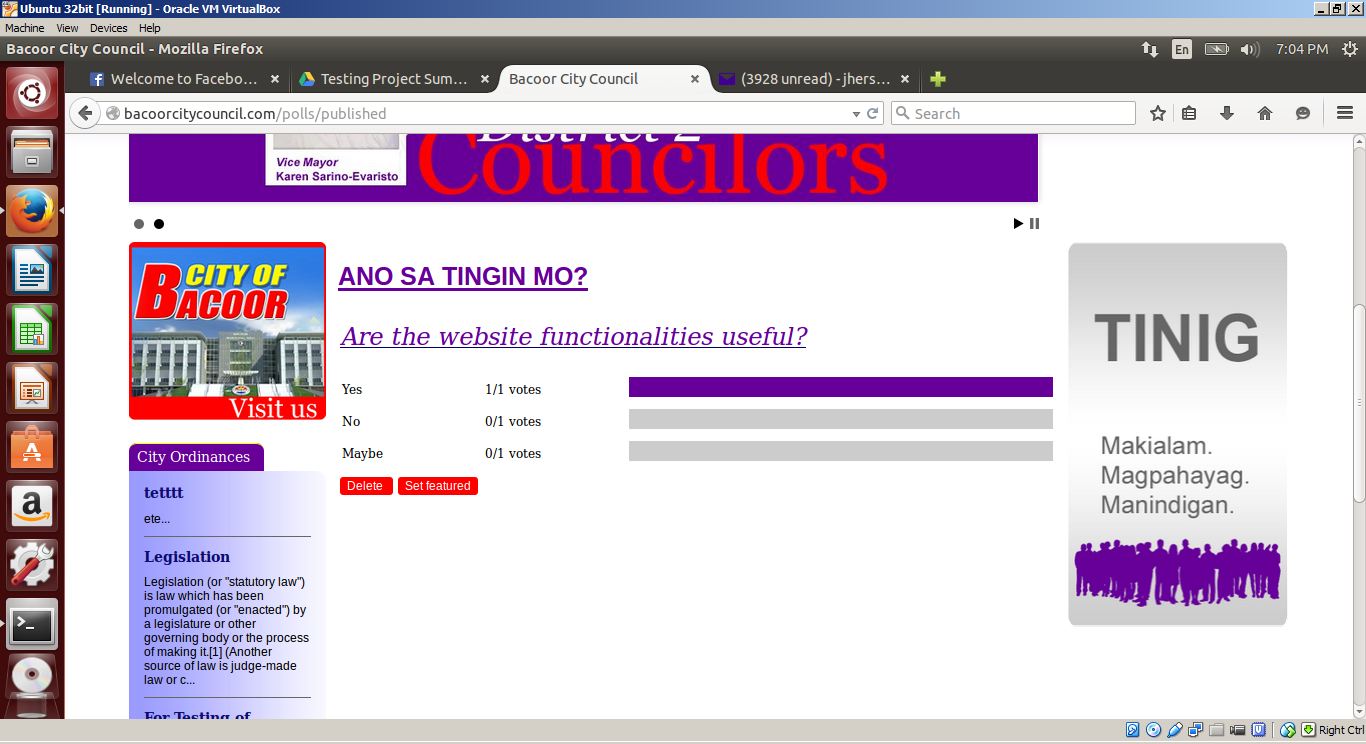 Ubuntu 32bit [Running] - Oracle VM VirtualBox
Machine View Devices Help
Bacoor City Council - Mozilla Firefox
En
7:04 PM
Welcome to Facebo...
Testing Project Sum...
Bacoor City Council
(3928 unread) - jhers...
bacoorcitycouncil.com/polls/published
Search
District 2
Councilors
Vice Mayor
Karen Sarino-Evaristo
CITY OF
BACOOR
Visit us
ANO SA TINGIN MO?
Are the website functionalities useful?
Yes 1/1 votes
No 0/1 votes
Maybe 0/1 votes
Delete Set featured
City Ordinances
tetttt
ete...
Legislation
Legislation (or "statutory law")
is law which has been
promulgated (or "enacted") by
a legislature or other
governing body or the process
of making it.[1] (Another
source of law is judge-made
law or c...
For Testing of
TINIG
Makialam.
Magpahayag.
Manindigan.
Right Ctrl